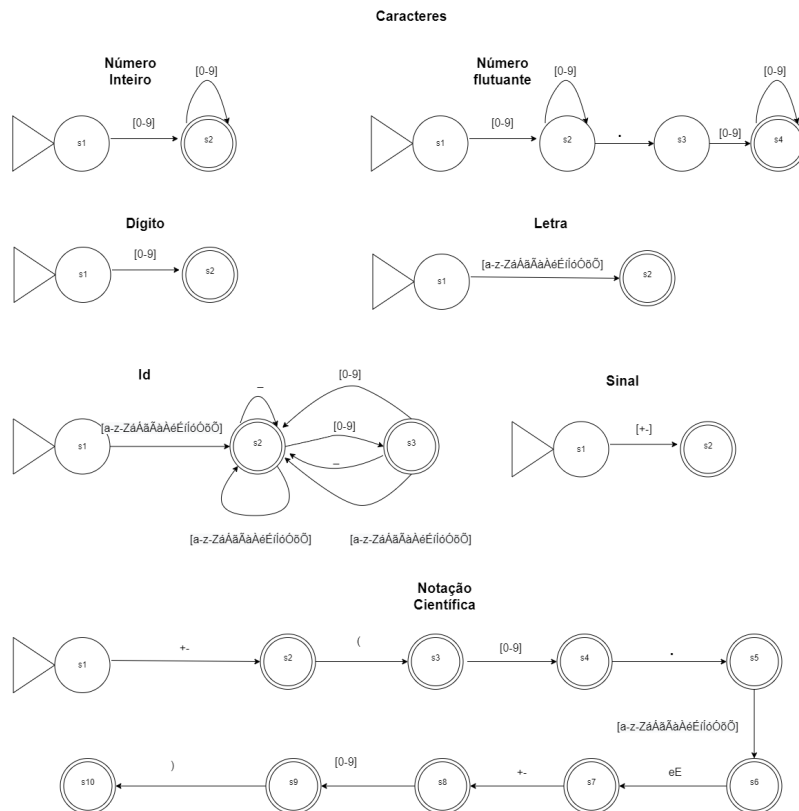 Caracteres
Número
Inteiro
[0-9]
s1
[0-9]
s2
Número
flutuante
s1
[0-9]
[0-9]
s2
.
s3
[0-9]
[0-9]
s4
Dígito
s1
[0-9]
s2
Letra
s1
[a-z-ZáÁãÃàÀéÉíÍóÓõÕ]
s2
Id
s1
[a-z-ZáÁãÃàÀéÉíÍóÓõÕ]
_
s2
[0-9]
[0-9]
_
s3
[a-z-ZáÁãÃàÀéÉíÍóÓõÕ]
[a-z-ZáÁãÃàÀéÉíÍóÓõÕ]
Sinal
s1
[+-]
s2
Notação
Científica
s1
+-
s2
(
s3
[0-9]
s4
.
s5
[a-z-ZáÁãÃàÀéÉíÍóÓõÕ]
s6
eE
s7
+-
s8
[0-9]
s9
)
s10